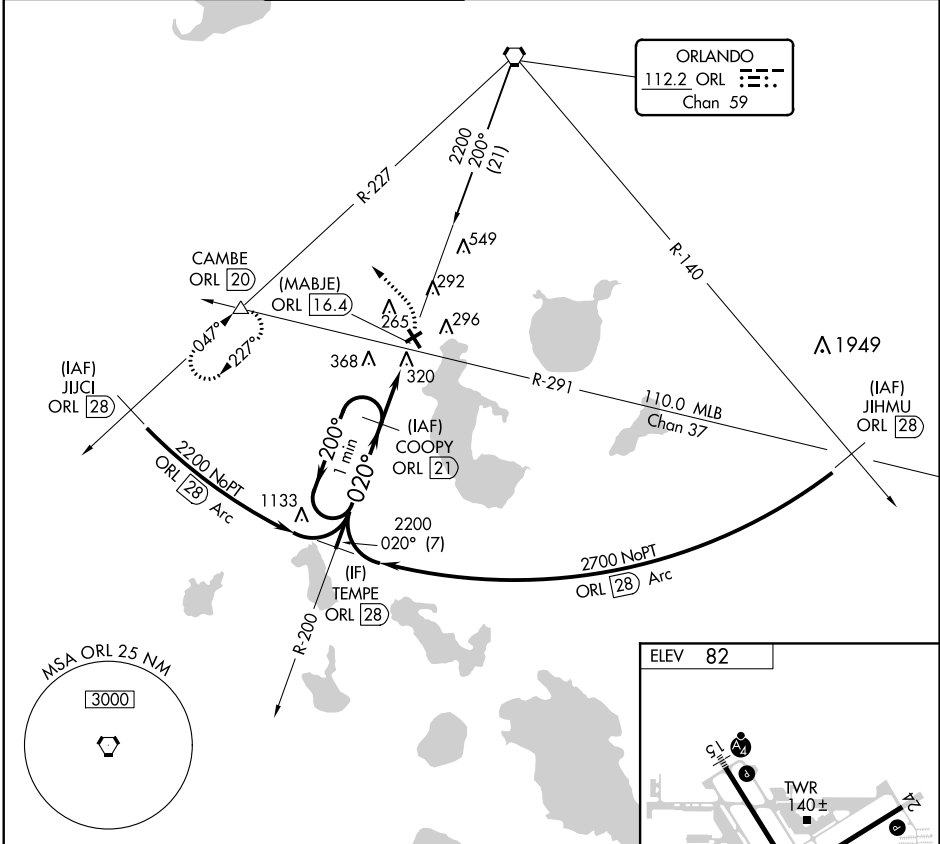 ORLANDO
112.2 ORL
Chan 59
2200
200°
(21)
R-227
R-140
549
CAMBE
ORL 20
(MABJE)
ORL 16.4
292
265
296
1949
047°
227°
368
320
R-291
(IAF)
JIJCI
ORL 28
110.0 MLB
Chan 37
(IAF)
JIHMU
ORL 28
(IAF)
COOPY
ORL 21
200°
1 min
020°
2200 NoPT
ORL 28 Arc
1133
2200
020° (7)
2700 NoPT
ORL 28 Arc
(IF)
TEMPE
ORL 28
R-200
MSA ORL 25 NM
3000
ELEV 82
15
A4
P
TWR
140±
24
P